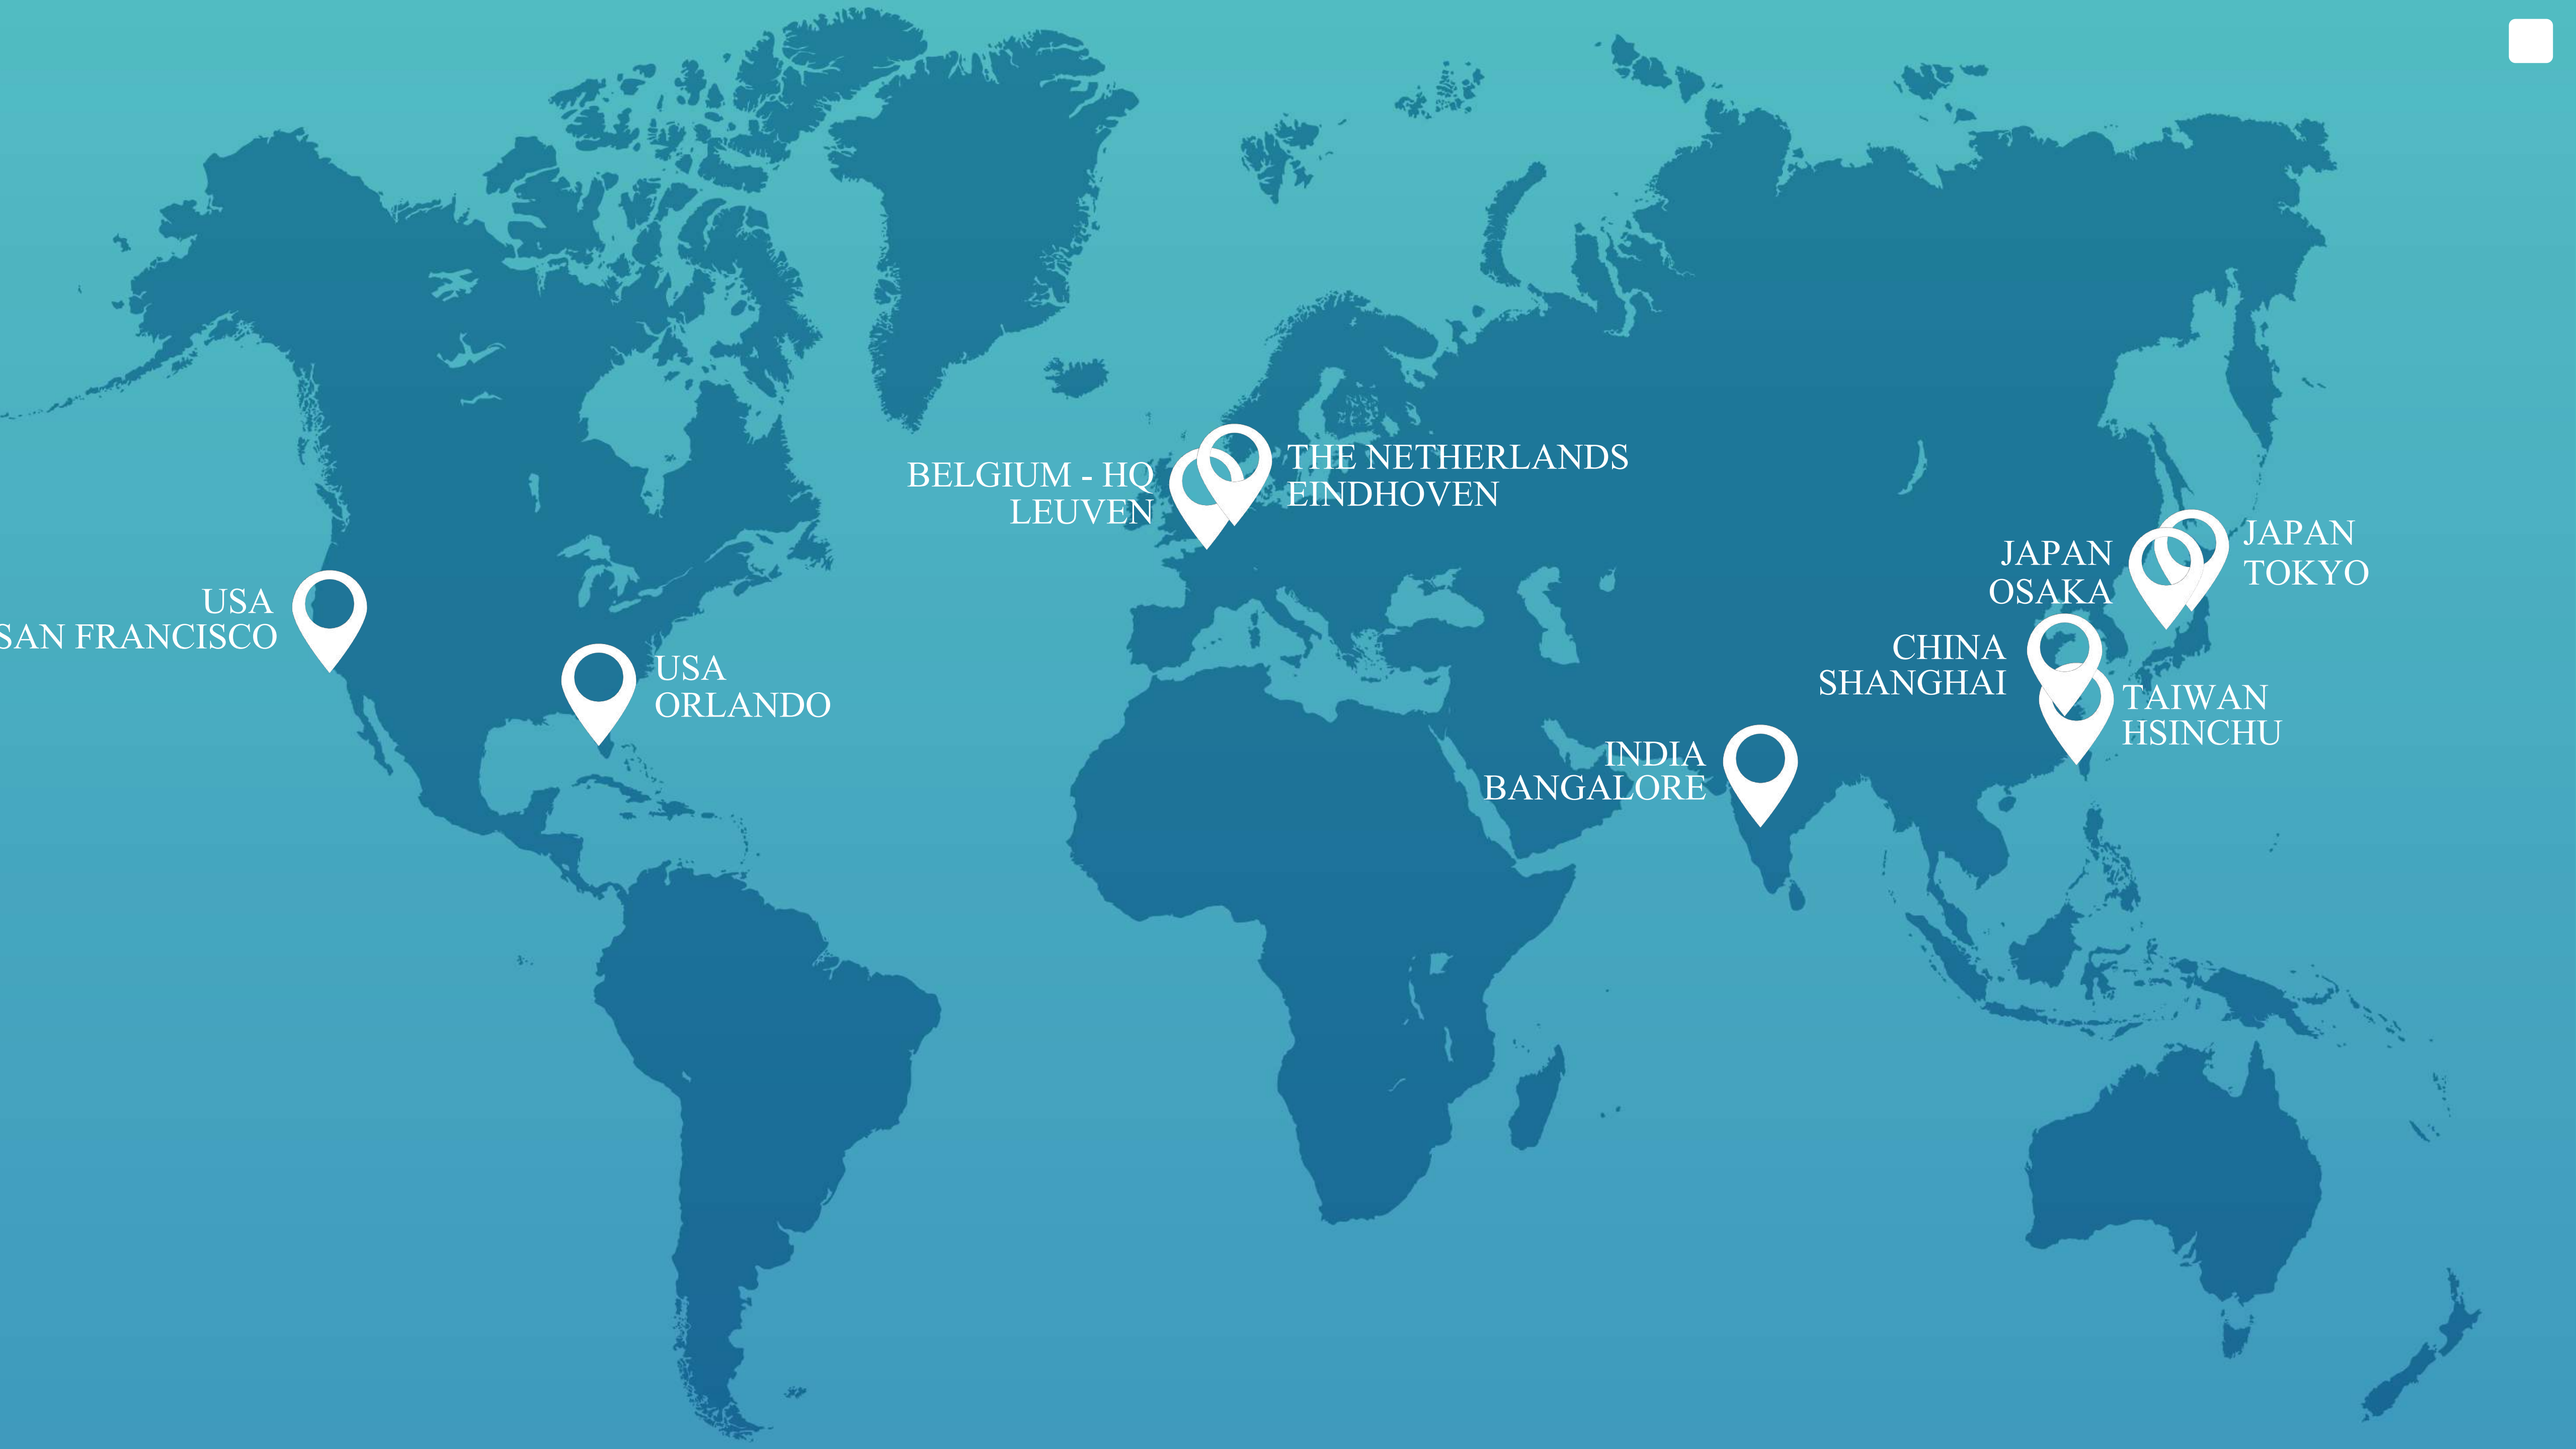 THE NETHERLANDS
EINDHOVEN
BELGIUM - HQ
LEUVEN
JAPAN
TOKYO
JAPAN
OSAKA
USA
SAN FRANCISCO
CHINA
SHANGHAI
USA
ORLANDO
TAIWAN
HSINCHU
INDIA
BANGALORE